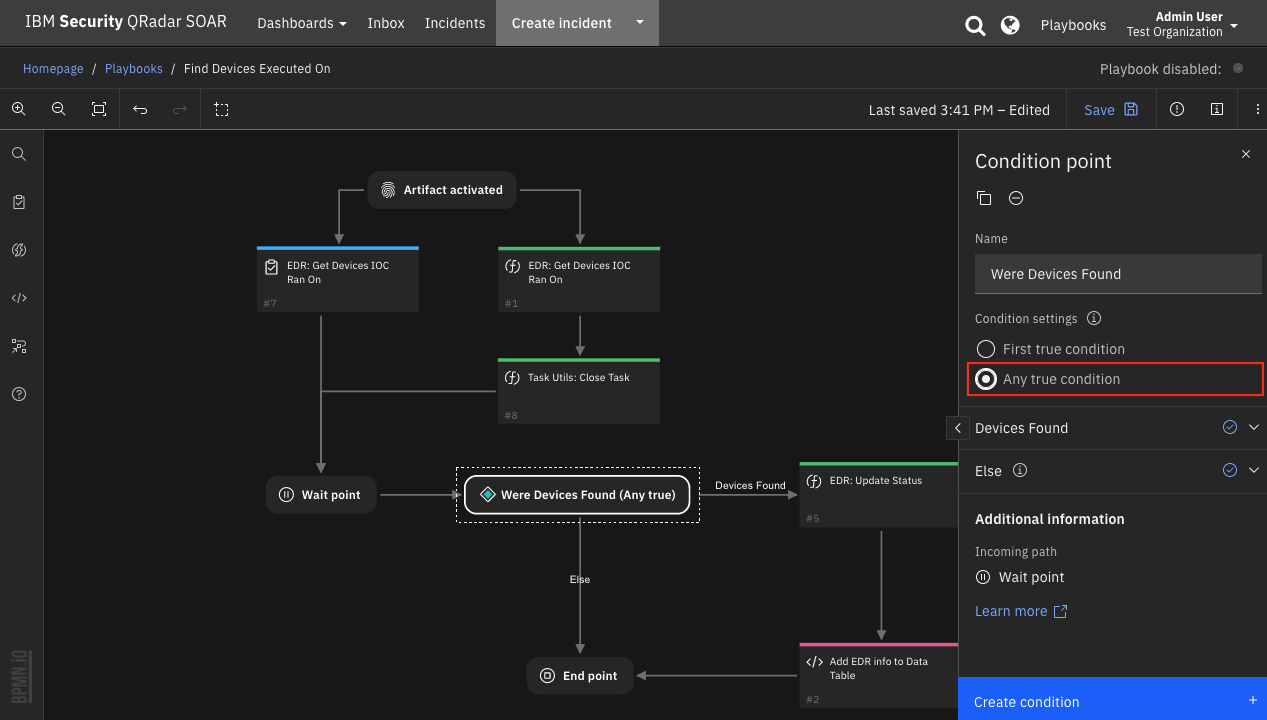 IBM Security QRadar SOAR
Dashboards
Inbox
Incidents
Create incident
Playbooks
Admin User
Test Organization
Homepage / Playbooks / Find Devices Executed On
Playbook disabled:
Last saved 3:41 PM – Edited
Save
Artifact activated
EDR: Get Devices IOC
Ran On
#7
EDR: Get Devices IOC
Ran On
#1
Task Utils: Close Task
#8
Wait point
Were Devices Found (Any true)
Devices Found
EDR: Update Status
#5
Else
End point
Add EDR info to Data
Table
#2
BPMN.iO
Condition point
Name
Were Devices Found
Condition settings
First true condition
Any true condition
Devices Found
Else
Additional information
Incoming path
Wait point
Learn more
Create condition +